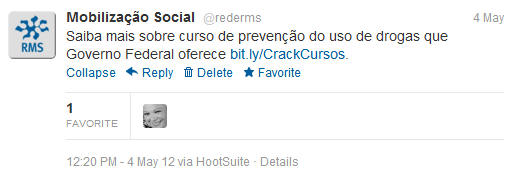 Mobilização Social @rederms 4 May
Saiba mais sobre curso de prevenção do uso de drogas que
Governo Federal oferece bit.ly/CrackCursos.
Collapse Reply Delete Favorite
RMS
1
FAVORITE
12:20 PM - 4 May 12 via HootSuite · Details